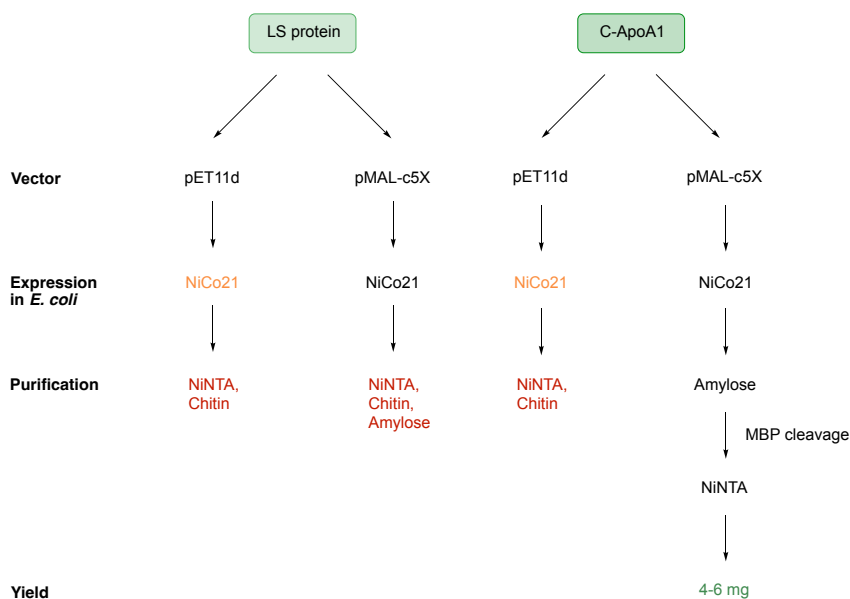 LS protein
C-ApoA1
Vector
pET11d
pMAL-c5X
pET11d
pMAL-c5X
Expression
in E. coli
NiCo21
NiCo21
NiCo21
NiCo21
Purification
NiNTA,
Chitin
NiNTA,
Chitin,
Amylose
NiNTA,
Chitin
Amylose
MBP cleavage
NiNTA
Yield
4-6 mg